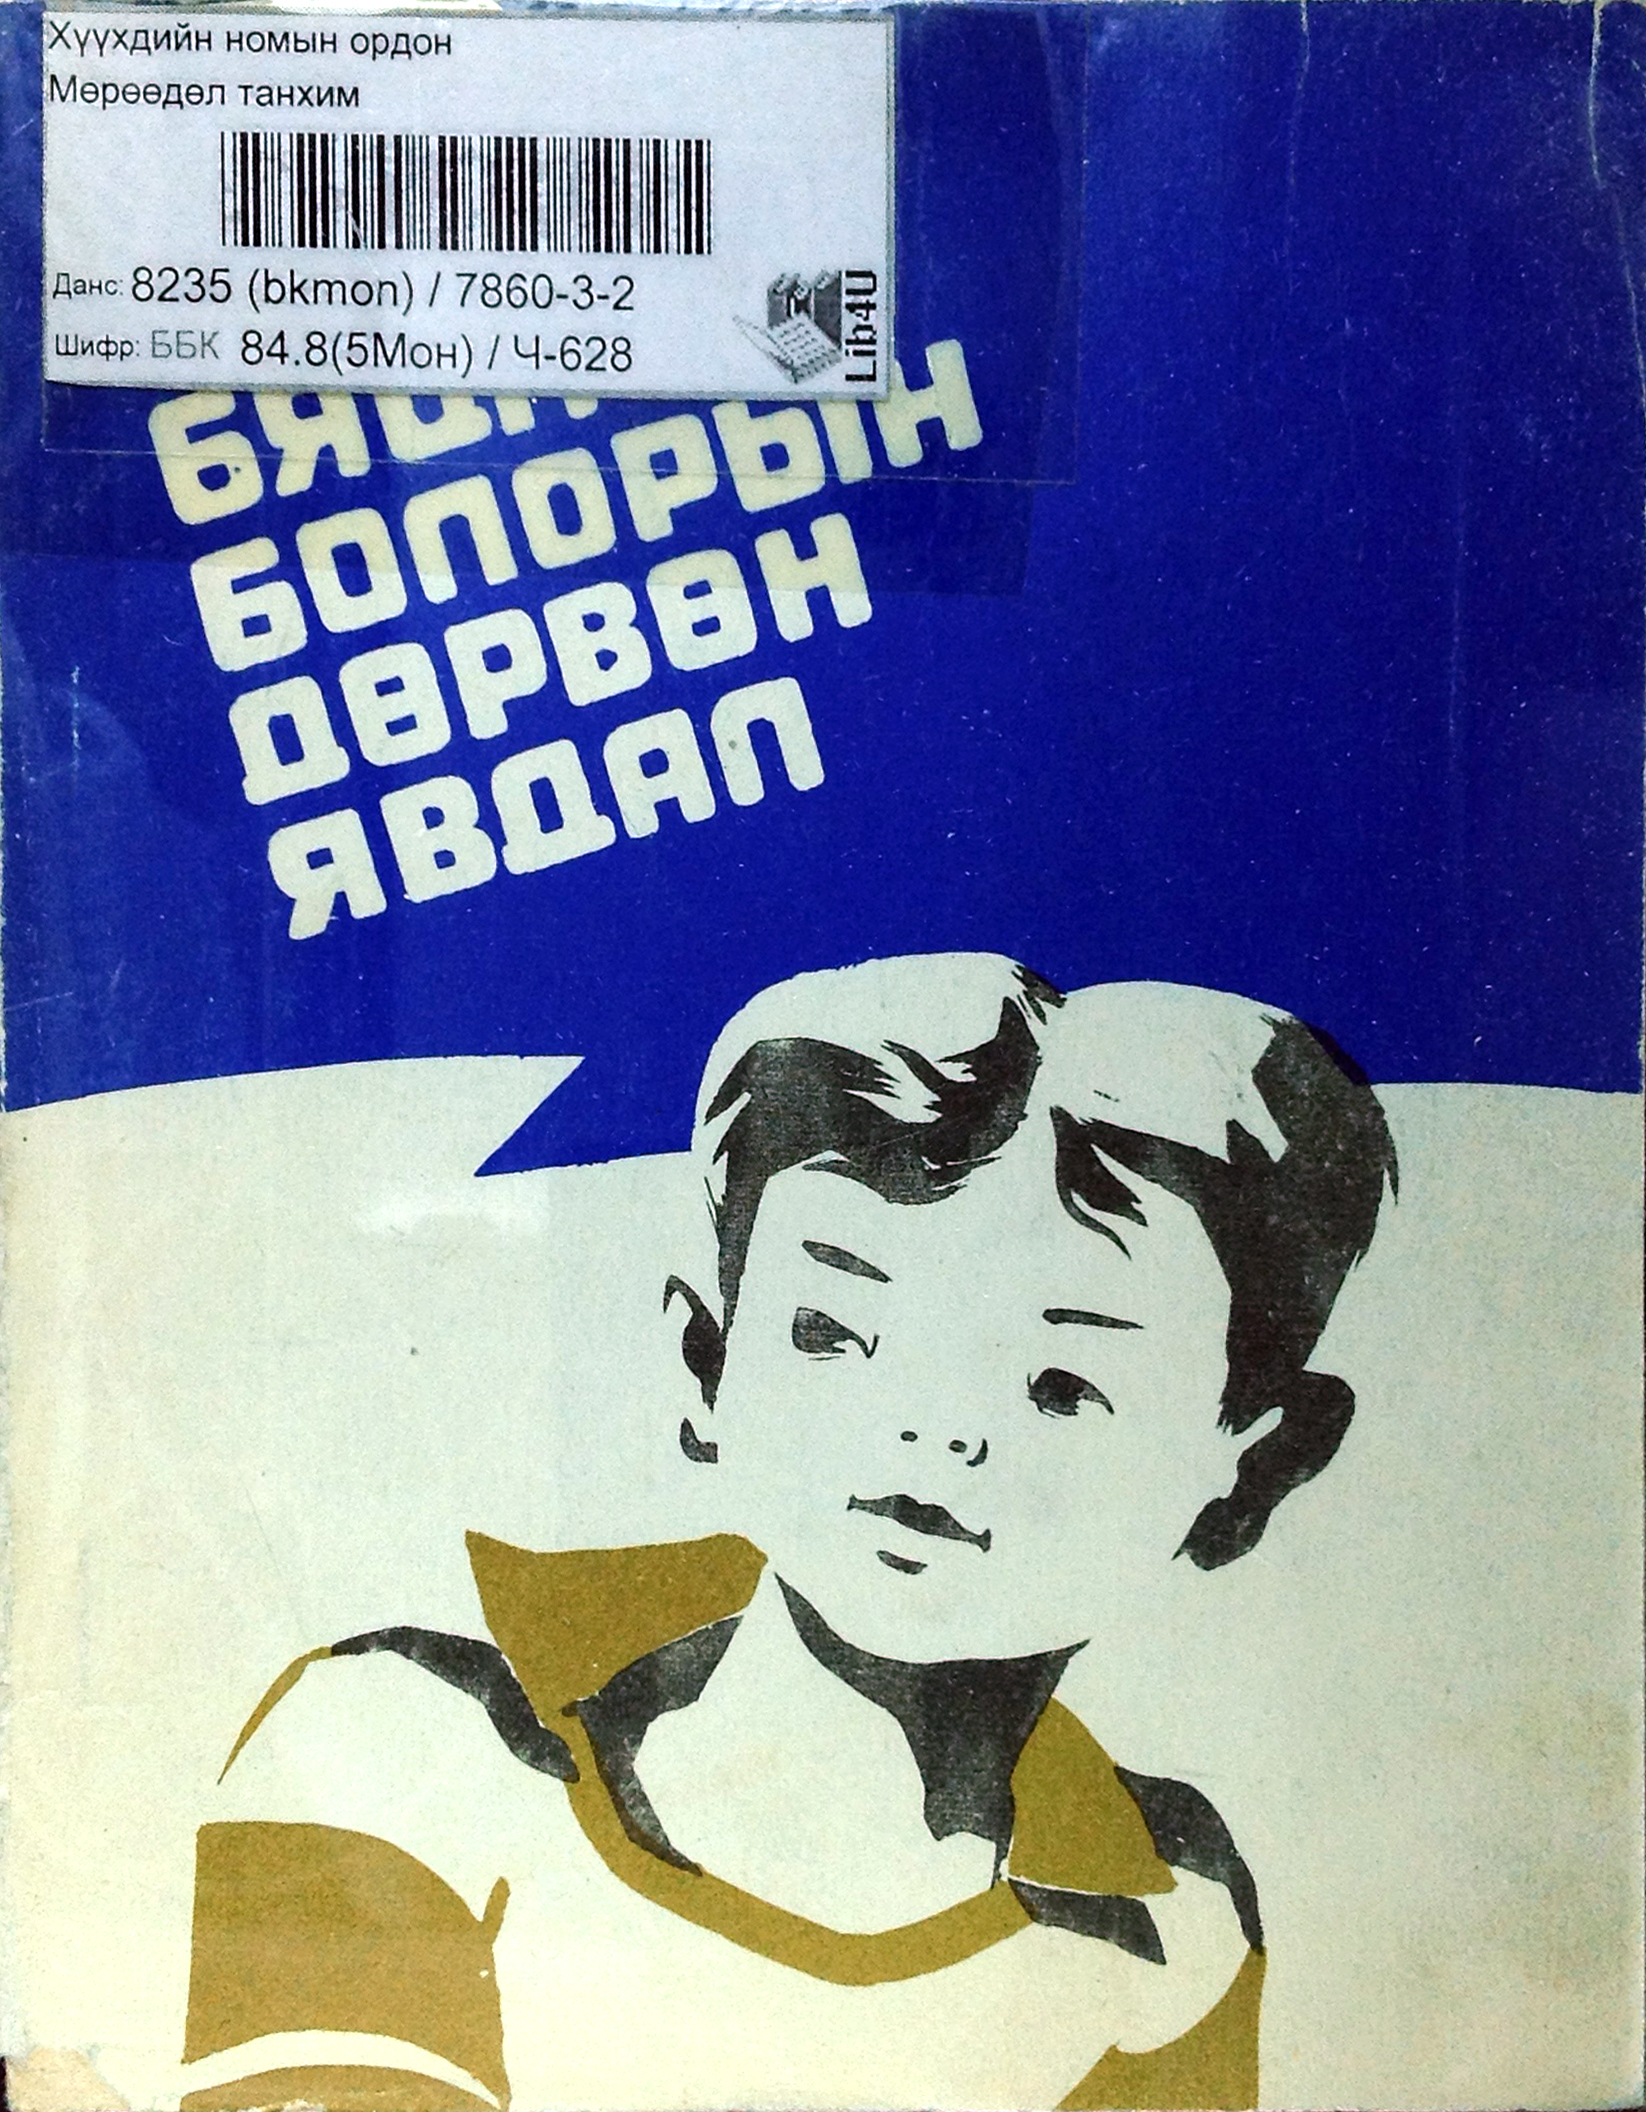 Хүүхдийн номын ордон
Мөрөөдөл танхим
Данс: 8235 (bkmon) / 7860-3-2
Шифр: ББК 84.8(5Мон) / Ч-628
Lib4U
БОЛОРЫН
ДӨРВӨН
ЯВДАЛ